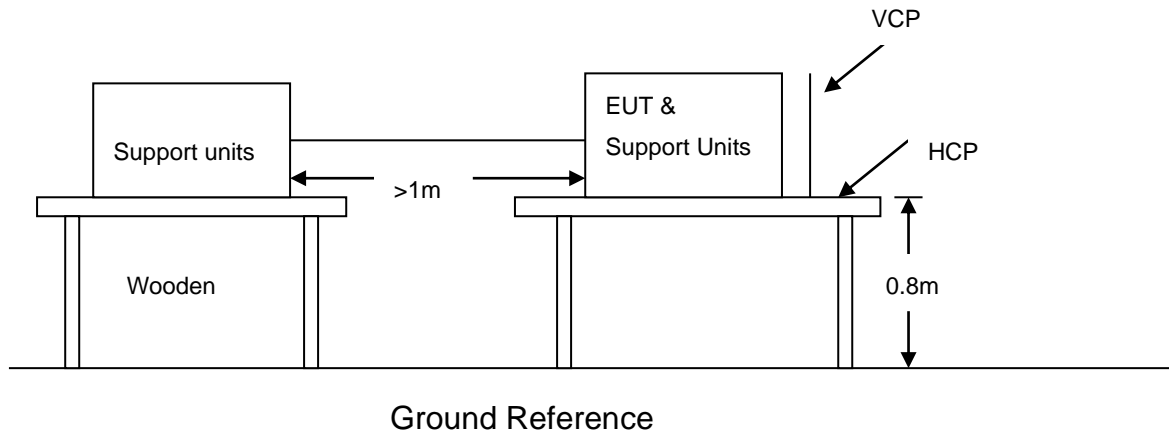 VCP
EUT &
Support Units
Support units
HCP
>1m
Wooden
0.8m
Ground Reference